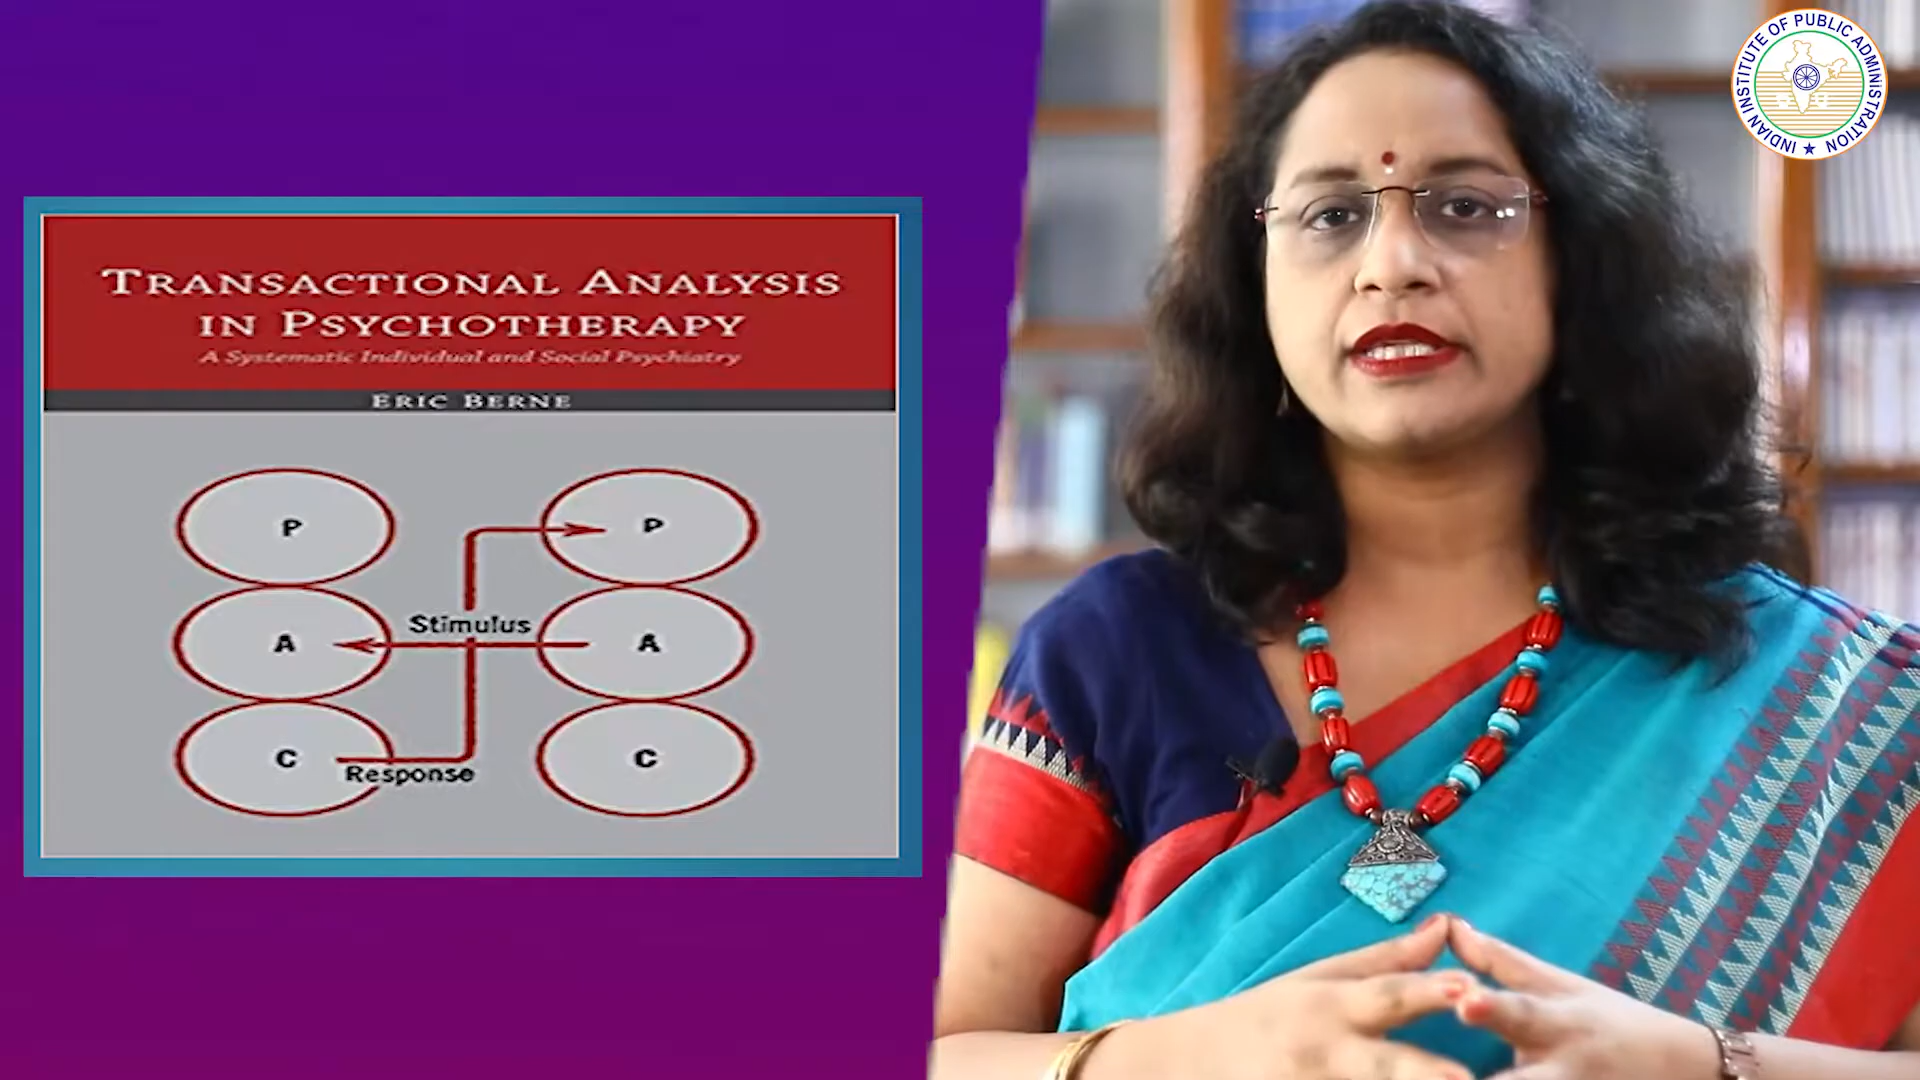 TRANSACTIONAL ANALYSIS
IN PSYCHOTHERAPY
A Systematic Individual and Social Psychiatry
ERIC BERNE
P
P
Stimulus
A
A
C
C
Response
INDIAN INSTITUTE OF PUBLIC ADMINISTRATION